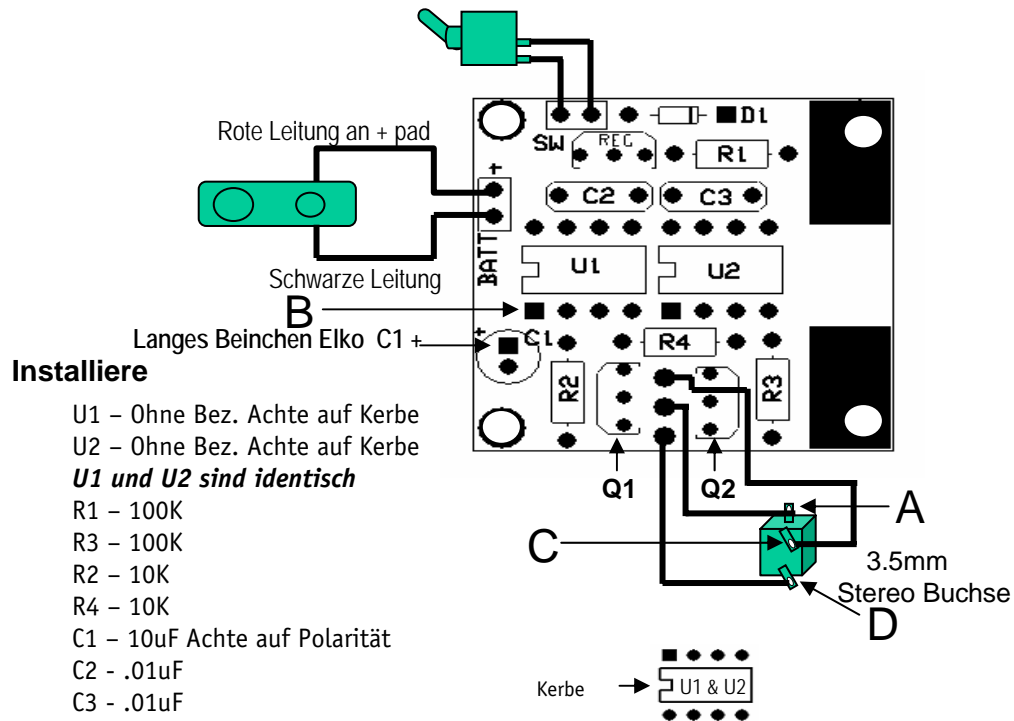 SW
D1
REG
R1
Rote Leitung an + pad
+
C2
C3
BATT
U1
U2
Schwarze Leitung
B
+
C1
Langes Beinchen Elko C1 +
R4
R2
R3
Installiere
U1 – Ohne Bez. Achte auf Kerbe
U2 – Ohne Bez. Achte auf Kerbe
U1 und U2 sind identisch
R1 – 100K
R3 – 100K
R2 – 10K
R4 – 10K
C1 – 10uF Achte auf Polarität
C2 - .01uF
C3 - .01uF
Q1
Q2
A
C
3.5mm
Stereo Buchse
D
Kerbe
U1 & U2